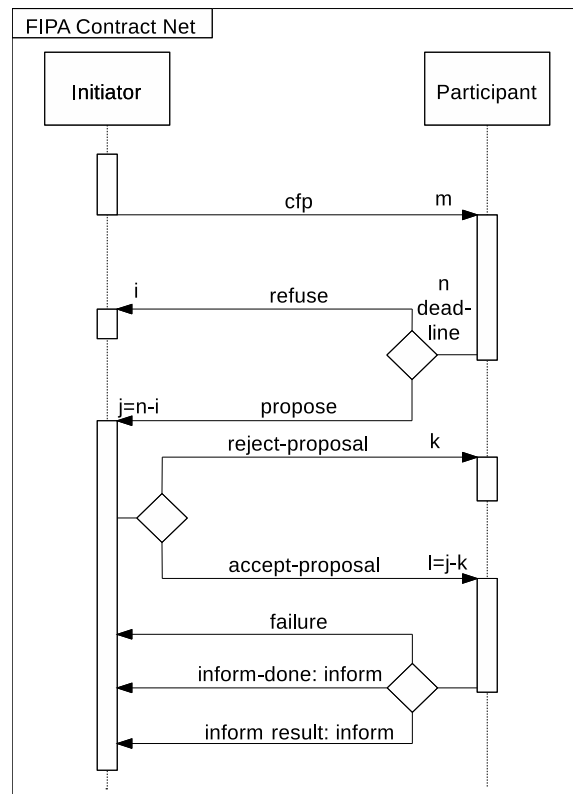 FIPA Contract Net
Initiator
Participant
cfp
m
i
refuse
n
dead-
line
j=n-i
propose
reject-proposal
k
accept-proposal
l=j-k
failure
inform-done: inform
inform result: inform